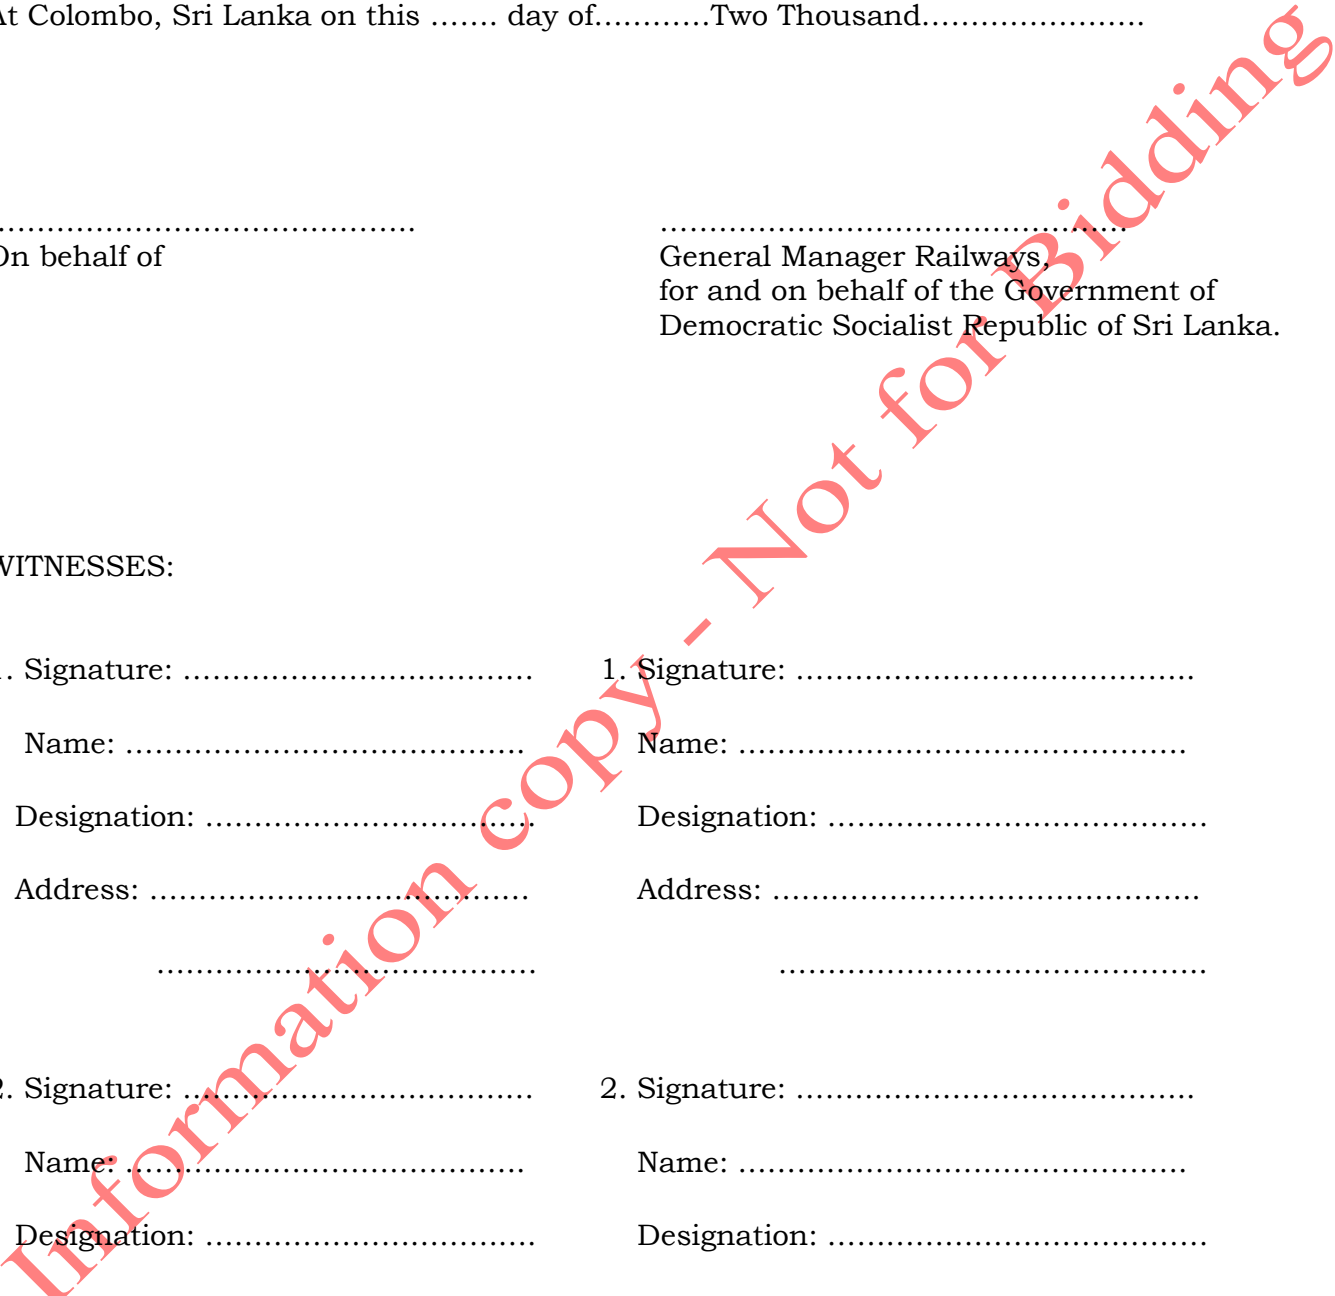 At Colombo, Sri Lanka on this ....... day of............Two Thousand.......................
................................................
................................................
On behalf of
General Manager Railways,
for and on behalf of the Government of
Democratic Socialist Republic of Sri Lanka.
WITNESSES:
1. Signature: .................................... 1. Signature: .........................................
Name: ......................................... Name: ..............................................
Designation: .................................. Designation: .......................................
Address: ....................................... Address: ............................................
....................................... ............................................
2. Signature: .................................... 2. Signature: .........................................
Name: ......................................... Name: ..............................................
Designation: .................................. Designation: .......................................
Information copy - Not for Bidding